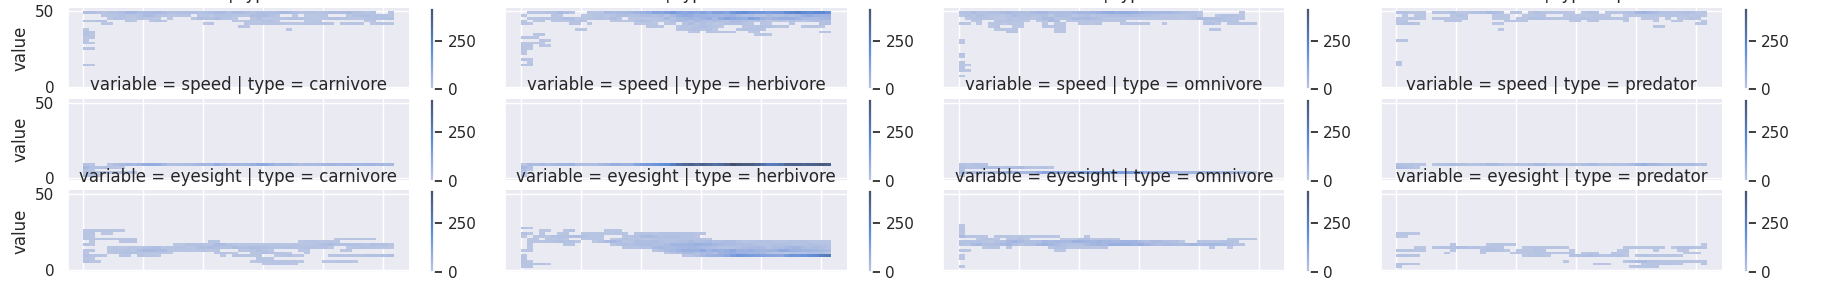 50
value
0
250
0
250
0
250
0
250
0
variable = speed | type = carnivore
variable = speed | type = herbivore
variable = speed | type = omnivore
variable = speed | type = predator
50
value
0
250
0
250
0
250
0
250
0
variable = eyesight | type = carnivore
variable = eyesight | type = herbivore
variable = eyesight | type = omnivore
variable = eyesight | type = predator
50
value
0
250
0
250
0
250
0
250
0